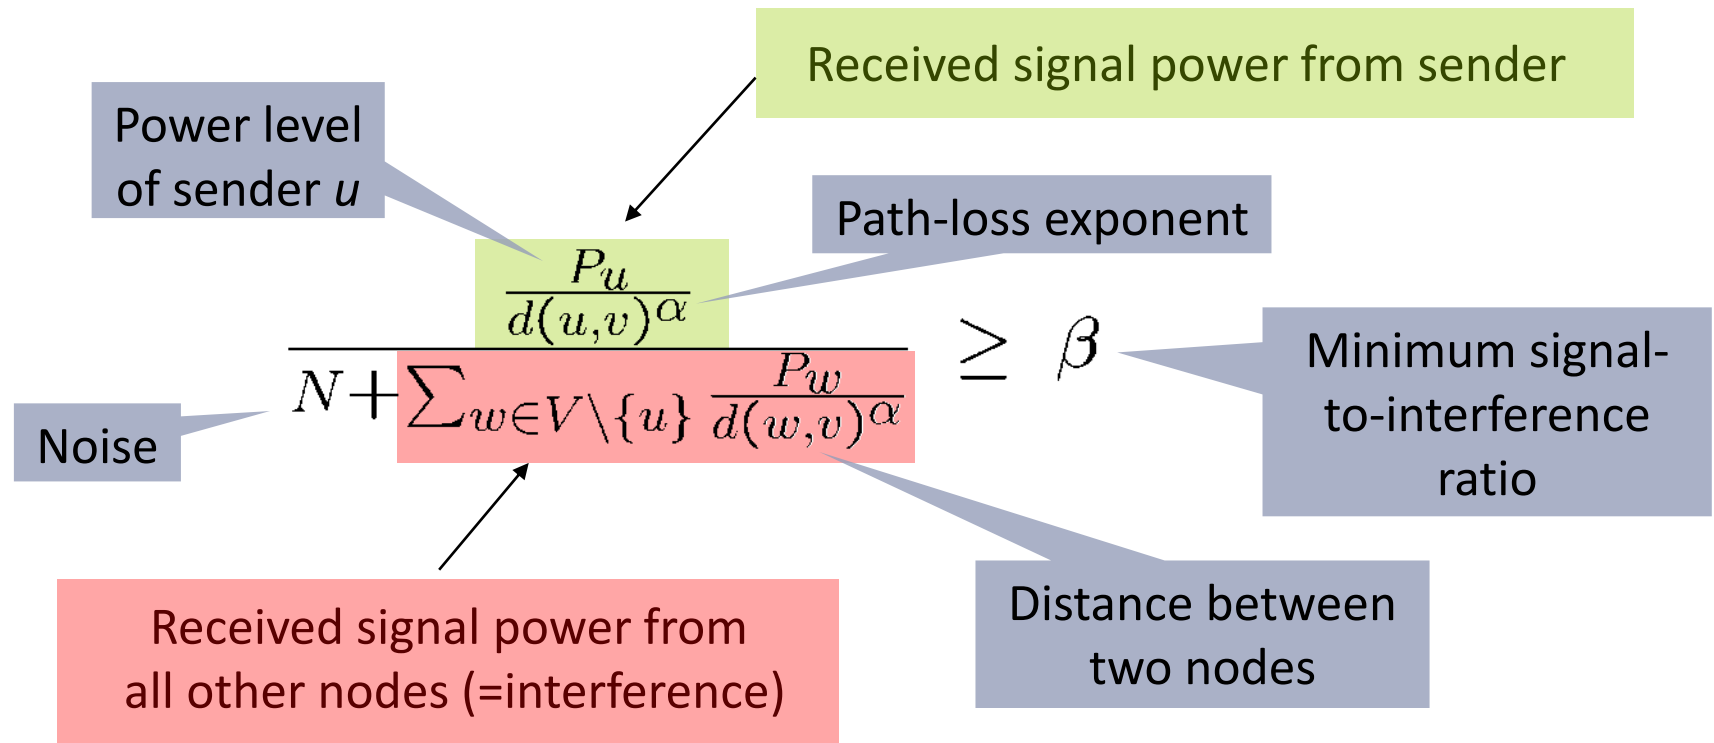 Received signal power from sender
Power level
of sender u
Path-loss exponent
P_u
d(u,v)^α
N+∑_{w∈V\{u}} P_w
d(w,v)^α
≥ β
Minimum signal-
to-interference
ratio
Noise
Received signal power from
all other nodes (=interference)
Distance between
two nodes